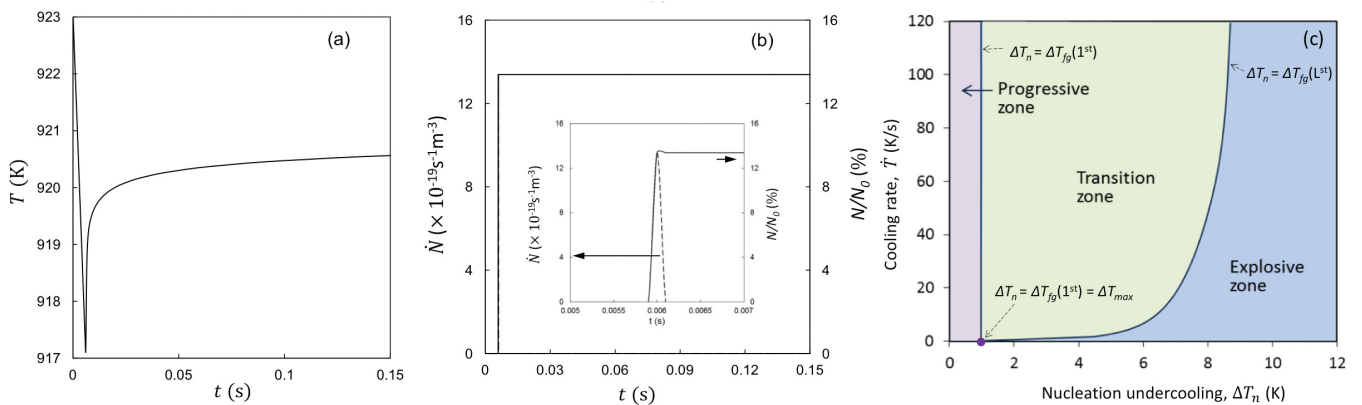 923
922
921
920
919
918
917
T (K)
(a)
0
0.05
0.1
0.15
t (s)
16
12
8
4
0
Ṅ (× 10-19s-1m-3)
(b)
16
12
8
4
0
N/N0 (%)
0
0.03
0.06
0.09
0.12
0.15
t (s)
16
12
8
4
0
Ṅ (× 10-19s-1m-3)
16
12
8
4
0
N/N0 (%)
0.005
0.0055
0.006
0.0065
0.007
t (s)
120
100
80
60
40
20
0
Cooling rate, Ṫ (K/s)
(c)
ΔTn = ΔTfg(1st)
ΔTn = ΔTfg(Lst)
Progressive
zone
Transition
zone
Explosive
zone
ΔTn = ΔTfg(1st) = ΔTmax
0
2
4
6
8
10
12
Nucleation undercooling, ΔTn (K)